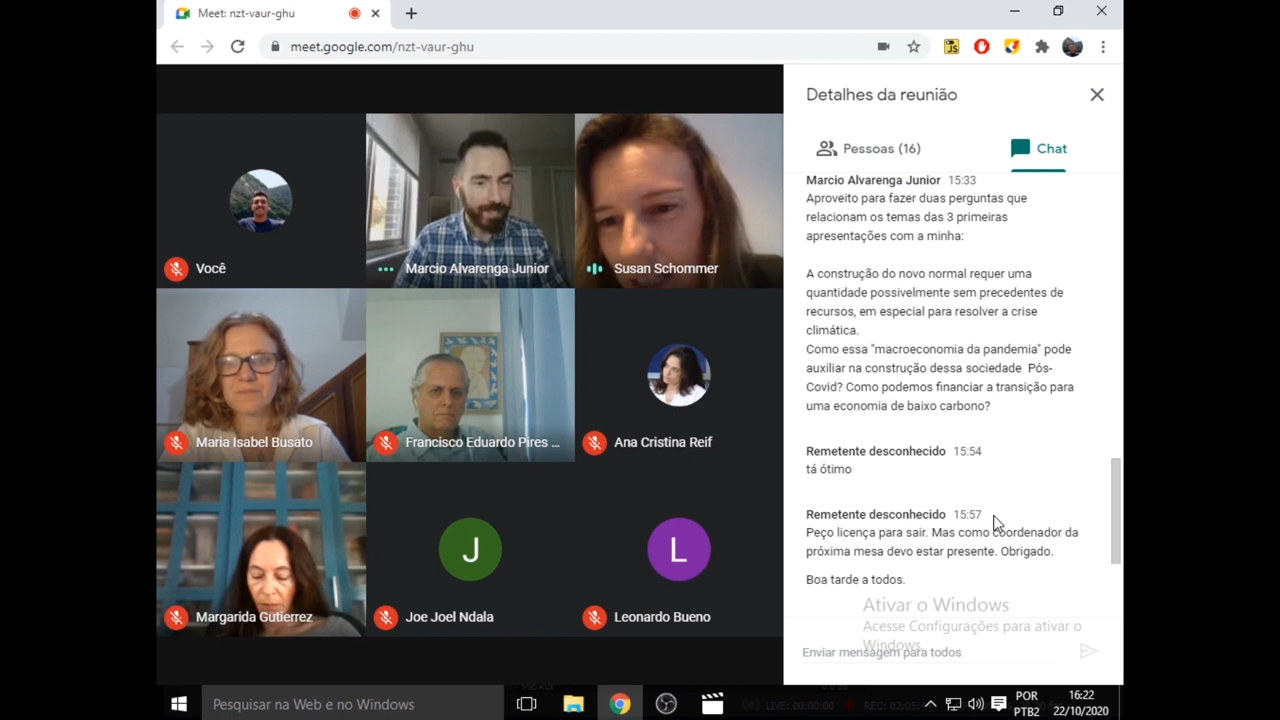 Meet: nzt-vaur-ghu
meet.google.com/nzt-vaur-ghu
JS
Detalhes da reunião
Pessoas (16)
Chat
Marcio Alvarenga Junior 15:33
Aproveito para fazer duas perguntas que
relacionam os temas das 3 primeiras
apresentações com a minha:
A construção do novo normal requer uma
quantidade possivelmente sem precedentes de
recursos, em especial para resolver a crise
climática.
Como essa "macroeconomia da pandemia" pode
auxiliar na construção dessa sociedade Pós-
Covid? Como podemos financiar a transição para
uma economia de baixo carbono?
Remetente desconhecido 15:54
tá ótimo
Remetente desconhecido 15:57
Peço licença para sair. Mas como coordenador da
próxima mesa devo estar presente. Obrigado.
Boa tarde a todos.
Ativar o Windows
Acesse Configurações para ativar o
Windows.
Enviar mensagem para todos
Você
Marcio Alvarenga Junior
Susan Schommer
Maria Isabel Busato
Francisco Eduardo Pires ...
Ana Cristina Reif
Margarida Gutierrez
J
Joe Joel Ndala
L
Leonardo Bueno
Pesquisar na Web e no Windows
LIVE: 00:00:00
POR
PTB2
16:22
22/10/2020